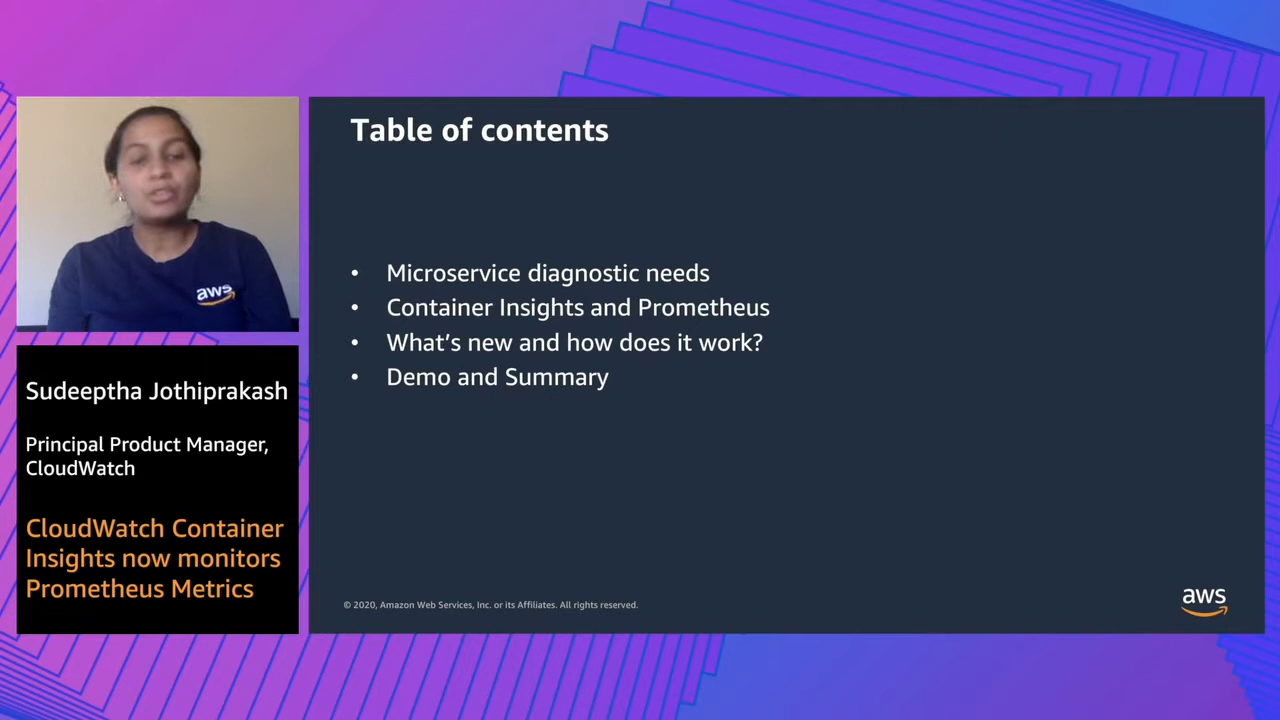 aws
Sudeeptha Jothiprakash
Principal Product Manager,
CloudWatch
CloudWatch Container
Insights now monitors
Prometheus Metrics
Table of contents
• Microservice diagnostic needs
• Container Insights and Prometheus
• What's new and how does it work?
• Demo and Summary
© 2020, Amazon Web Services, Inc. or its Affiliates. All rights reserved.
aws